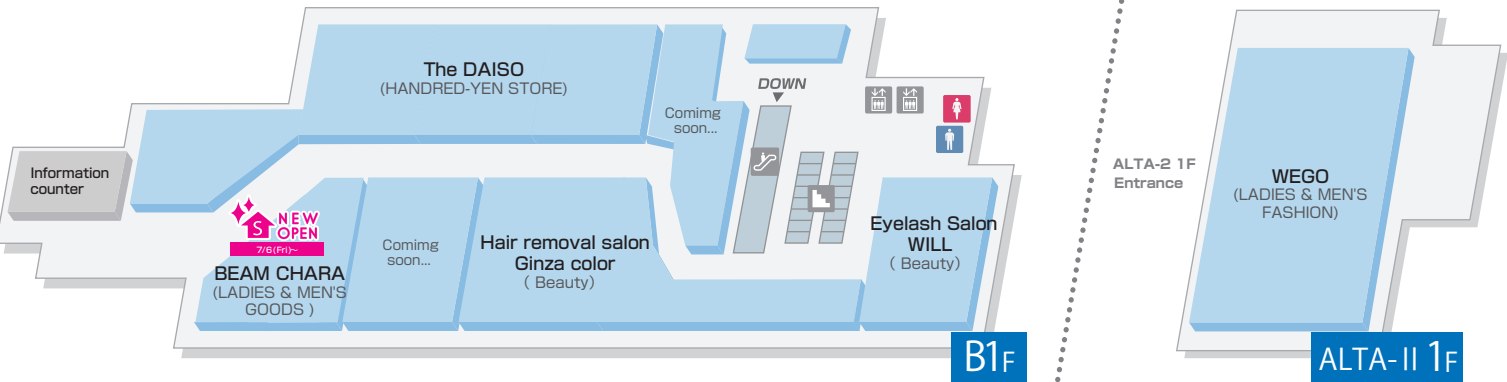 The DAISO
(HANDRED-YEN STORE)
Comimg
soon...
DOWN
Information
counter
S
NEW
OPEN
7/6(Fri)~
BEAM CHARA
(LADIES & MEN'S
GOODS )
Comimg
soon...
Hair removal salon
Ginza color
( Beauty)
Eyelash Salon
WILL
( Beauty)
B1F
ALTA-2 1F
Entrance
WEGO
(LADIES & MEN'S
FASHION)
ALTA-II 1F